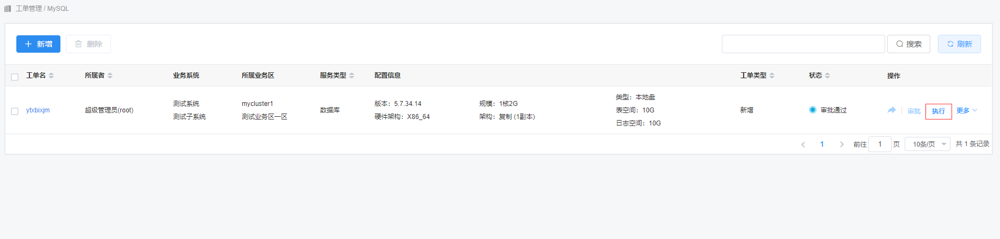 工单管理 / MySQL
新增
删除
搜索
刷新
工单名 所属者 业务系统 所属业务区 服务类型 配置信息 工单类型 状态 操作
ytxbixjm 超级管理员(root) 测试系统 测试子系统 mycluster1 测试业务区一区 数据库 版本：5.7.34.14 硬件架构：X86_64 规模：1核2G 架构：复制 (1副本) 类型：本地盘 表空间：10G 日志空间：10G 新增 审批通过 审批 执行 更多
1 前往 1 页 10条/页 共 1 条记录